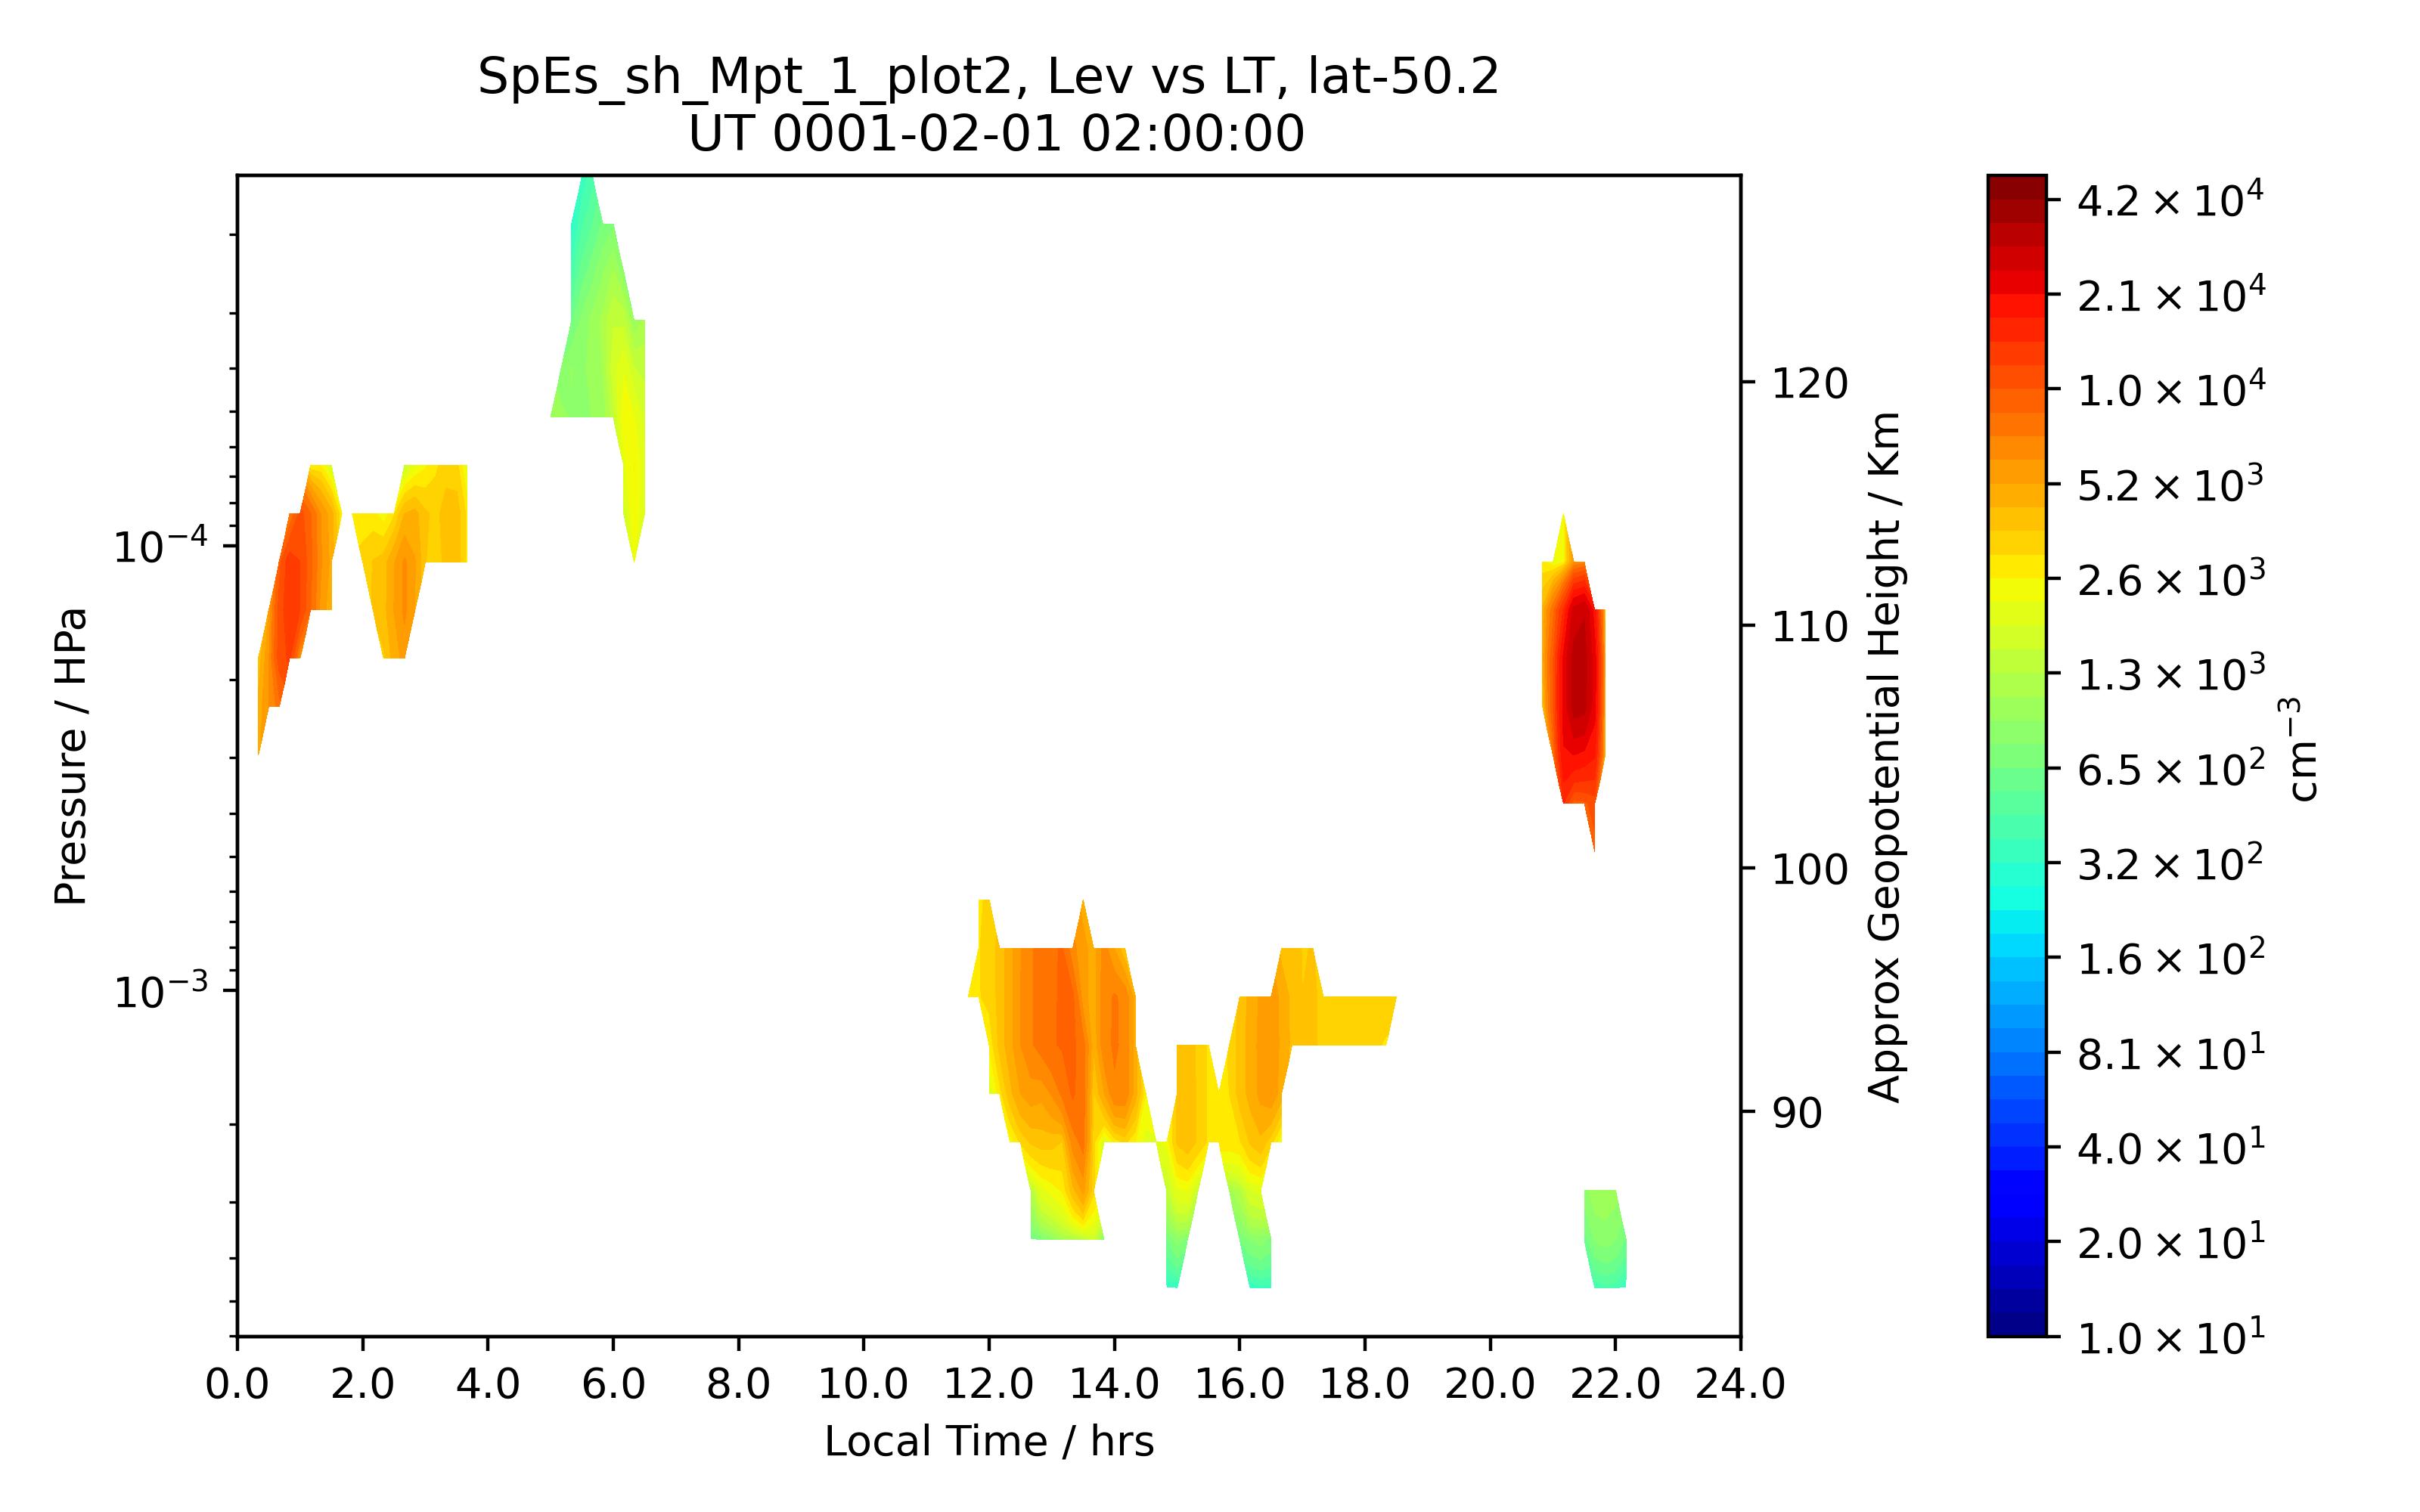 SpEs_sh_Mpt_1_plot2, Lev vs LT, lat-50.2
UT 0001-02-01 02:00:00
Pressure / HPa
10⁻⁴
10⁻³
0.0 2.0 4.0 6.0 8.0 10.0 12.0 14.0 16.0 18.0 20.0 22.0 24.0
Local Time / hrs
120
110
100
90
Approx Geopotential Height / Km
4.2 × 10⁴
2.1 × 10⁴
1.0 × 10⁴
5.2 × 10³
2.6 × 10³
1.3 × 10³
6.5 × 10²
3.2 × 10²
1.6 × 10²
8.1 × 10¹
4.0 × 10¹
2.0 × 10¹
1.0 × 10¹
cm⁻³